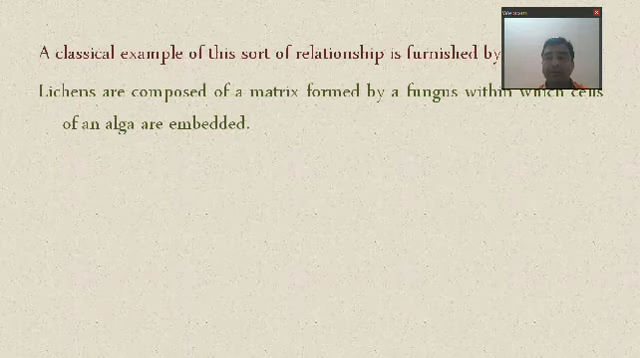 A classical example of this sort of relationship is furnished by
Lichens are composed of a matrix formed by a fungus within which cells
of an alga are embedded.